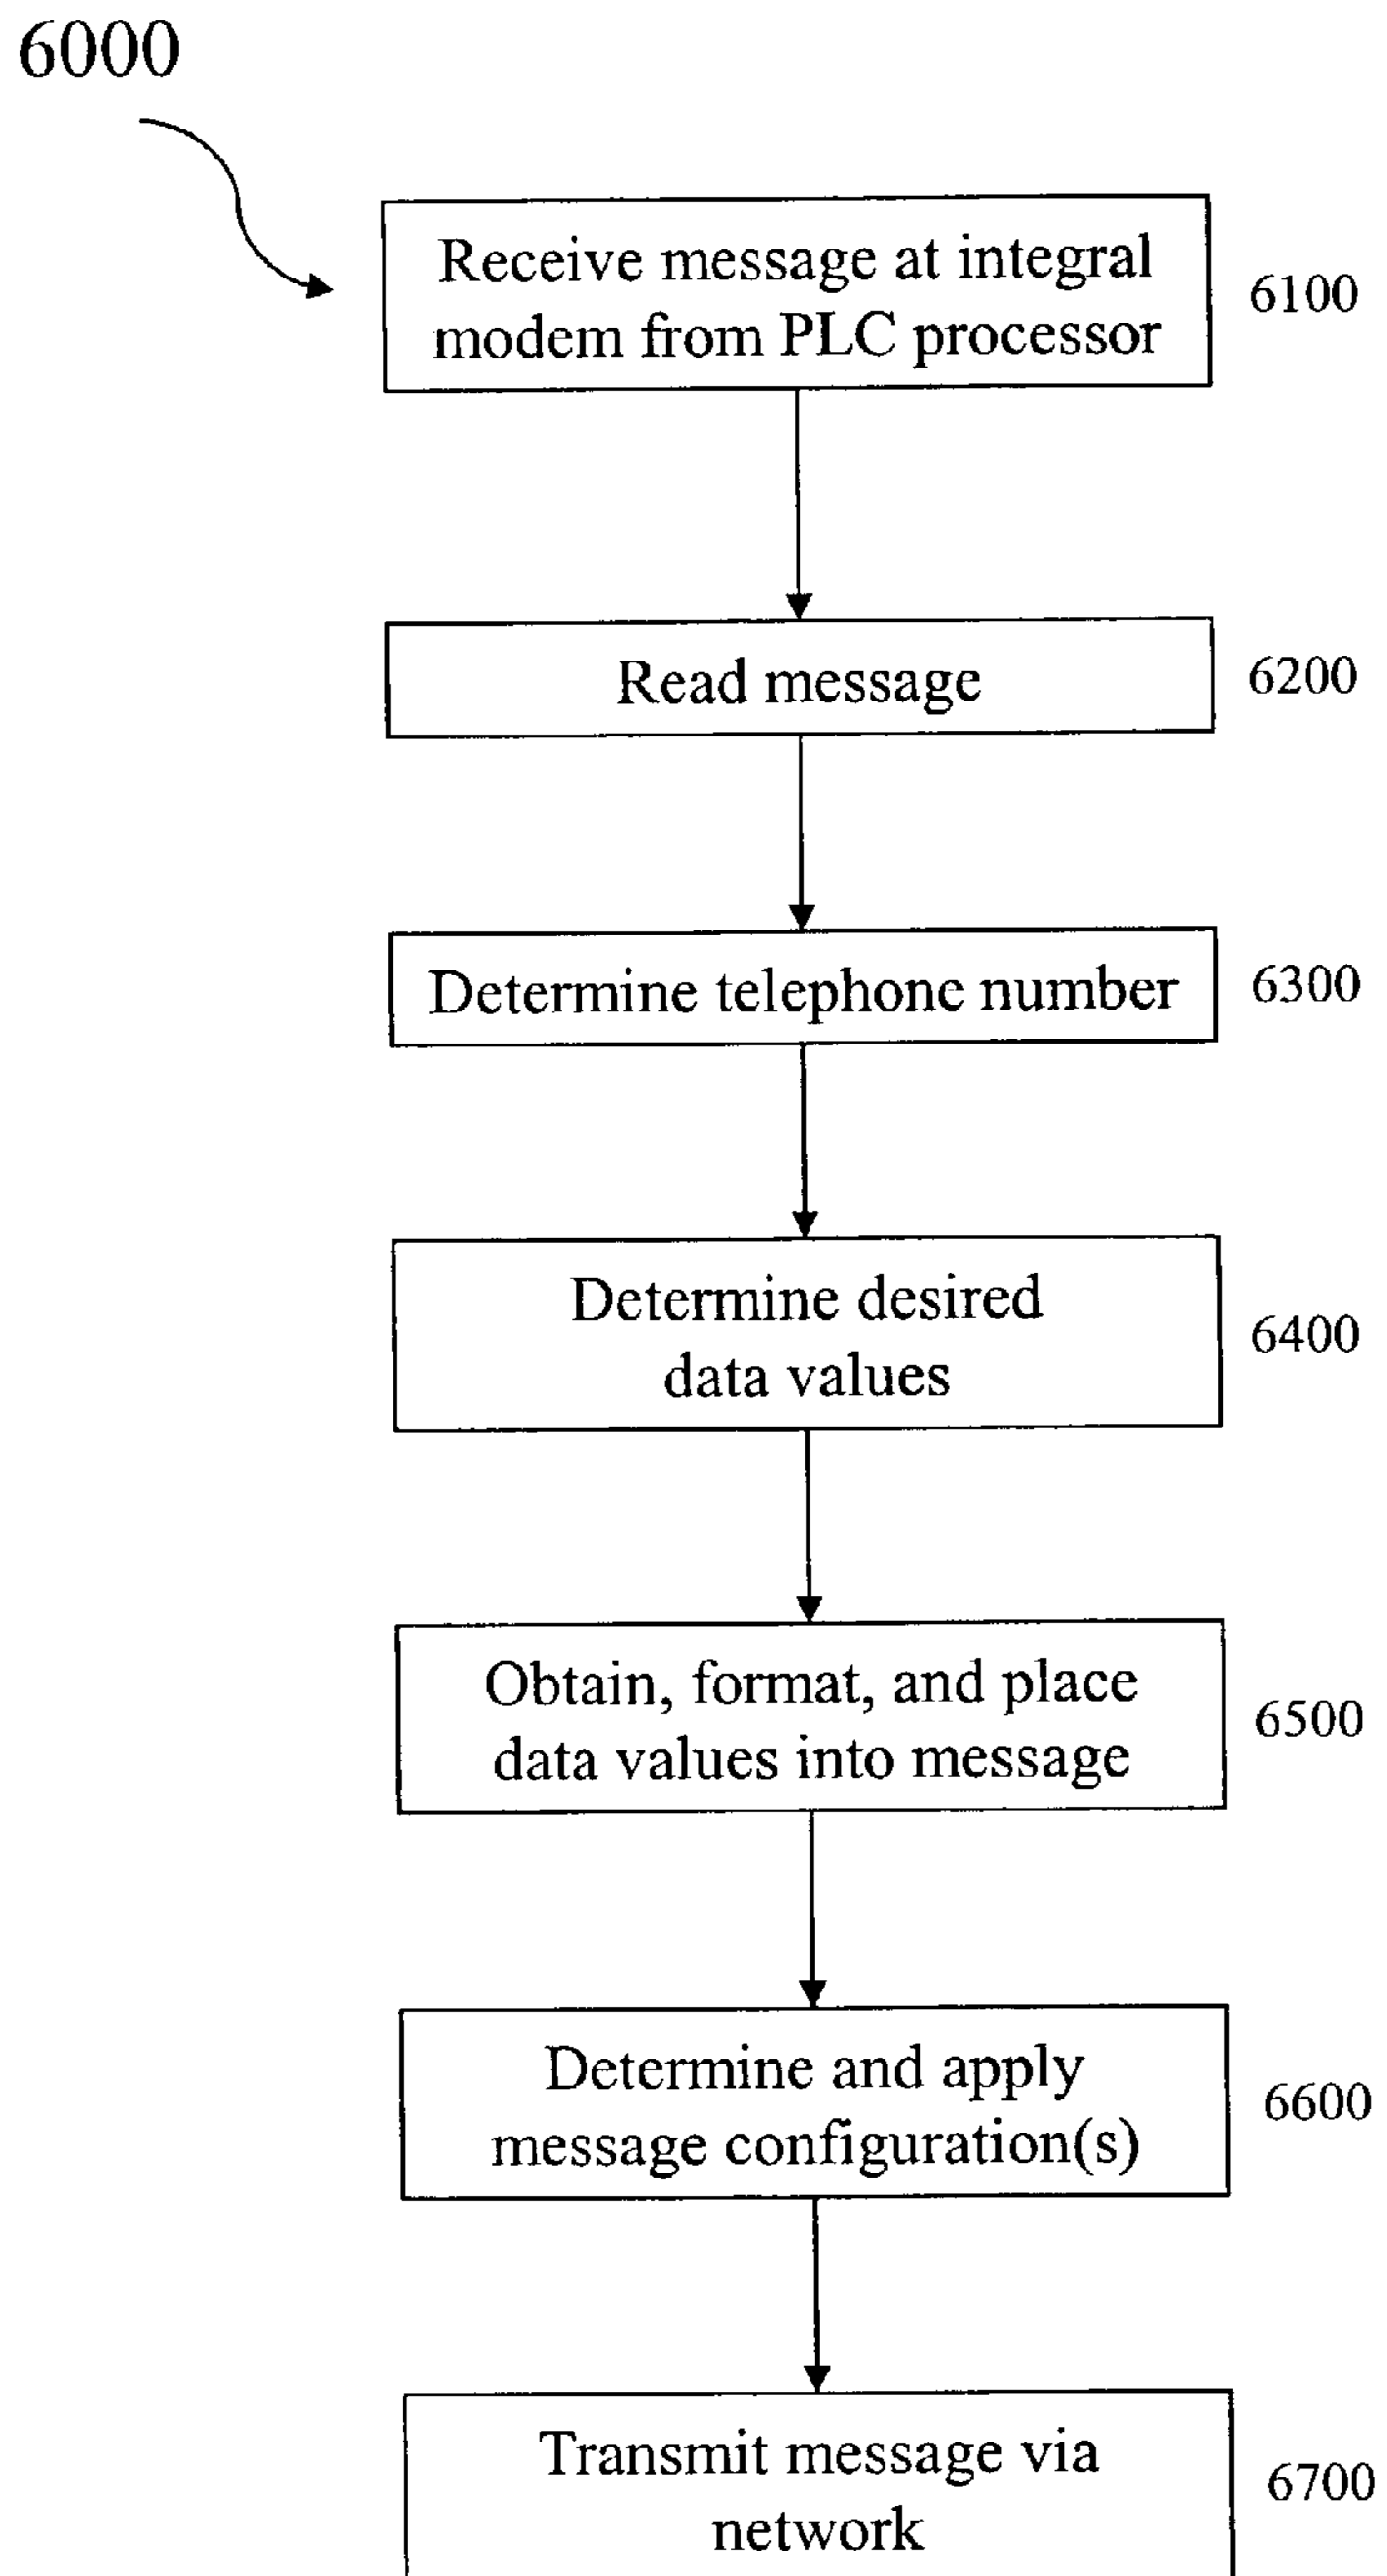 6000
Receive message at integral
modem from PLC processor
6100
Read message
6200
Determine telephone number
6300
Determine desired
data values
6400
Obtain, format, and place
data values into message
6500
Determine and apply
message configuration(s)
6600
Transmit message via
network
6700